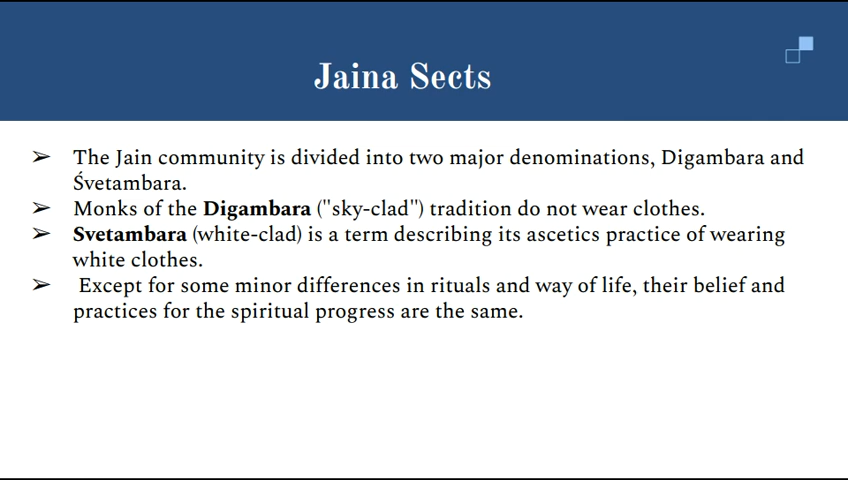 Jaina Sects
➢ The Jain community is divided into two major denominations, Digambara and
Śvetambara.
➢ Monks of the Digambara ("sky-clad") tradition do not wear clothes.
➢ Svetambara (white-clad) is a term describing its ascetics practice of wearing
white clothes.
➢ Except for some minor differences in rituals and way of life, their belief and
practices for the spiritual progress are the same.